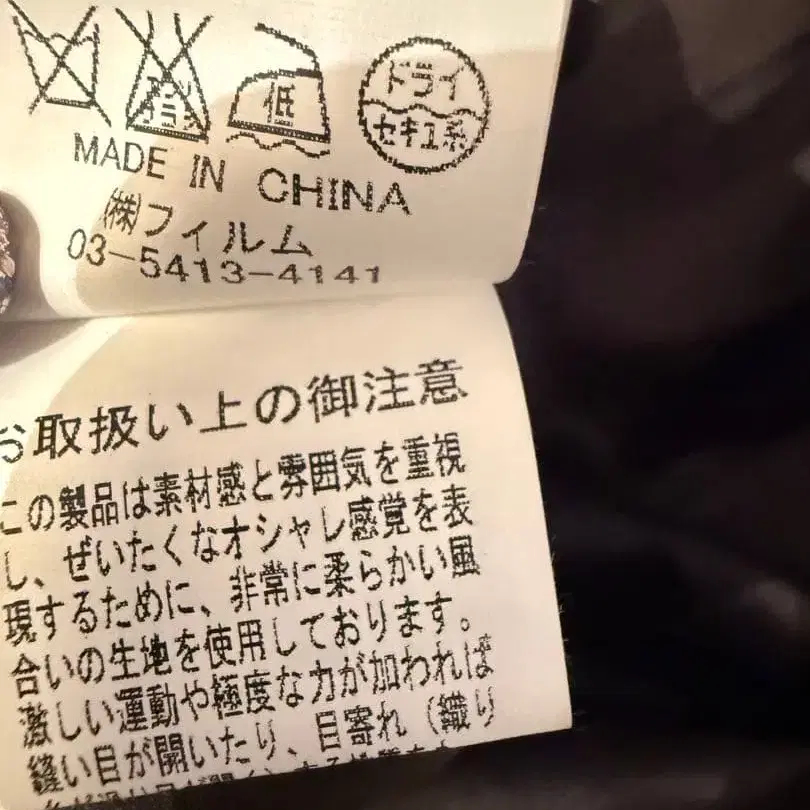 低
ドライ
セキユ系
MADE IN CHINA
㈱フィルム
03-5413-4141
お取扱い上の御注意
この製品は素材感と雰囲気を重視
し、ぜいたくなオシャレ感覚を表
現するために、非常に柔らかい風
合いの生地を使用しております。
激しい運動や極度な力が加われば
縫い目が開いたり、目寄れ（織り